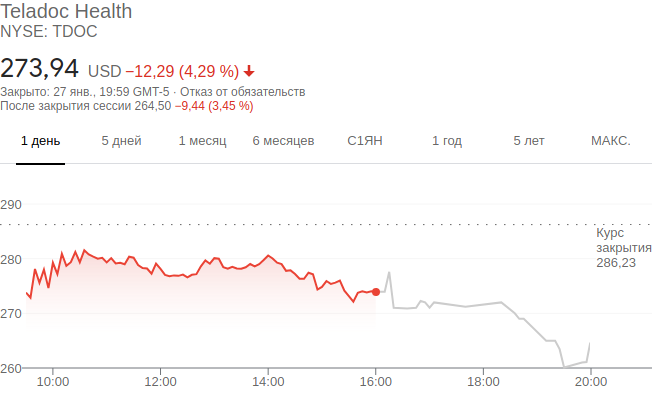 Teladoc Health
NYSE: TDOC
273,94 USD −12,29 (4,29 %)
Закрыто: 27 янв., 19:59 GMT-5 · Отказ от обязательств
После закрытия сессии 264,50 −9,44 (3,45 %)
1 день 5 дней 1 месяц 6 месяцев С1ЯН 1 год 5 лет МАКС.
290
Курс
закрытия
286,23
280
270
260
10:00 12:00 14:00 16:00 18:00 20:00